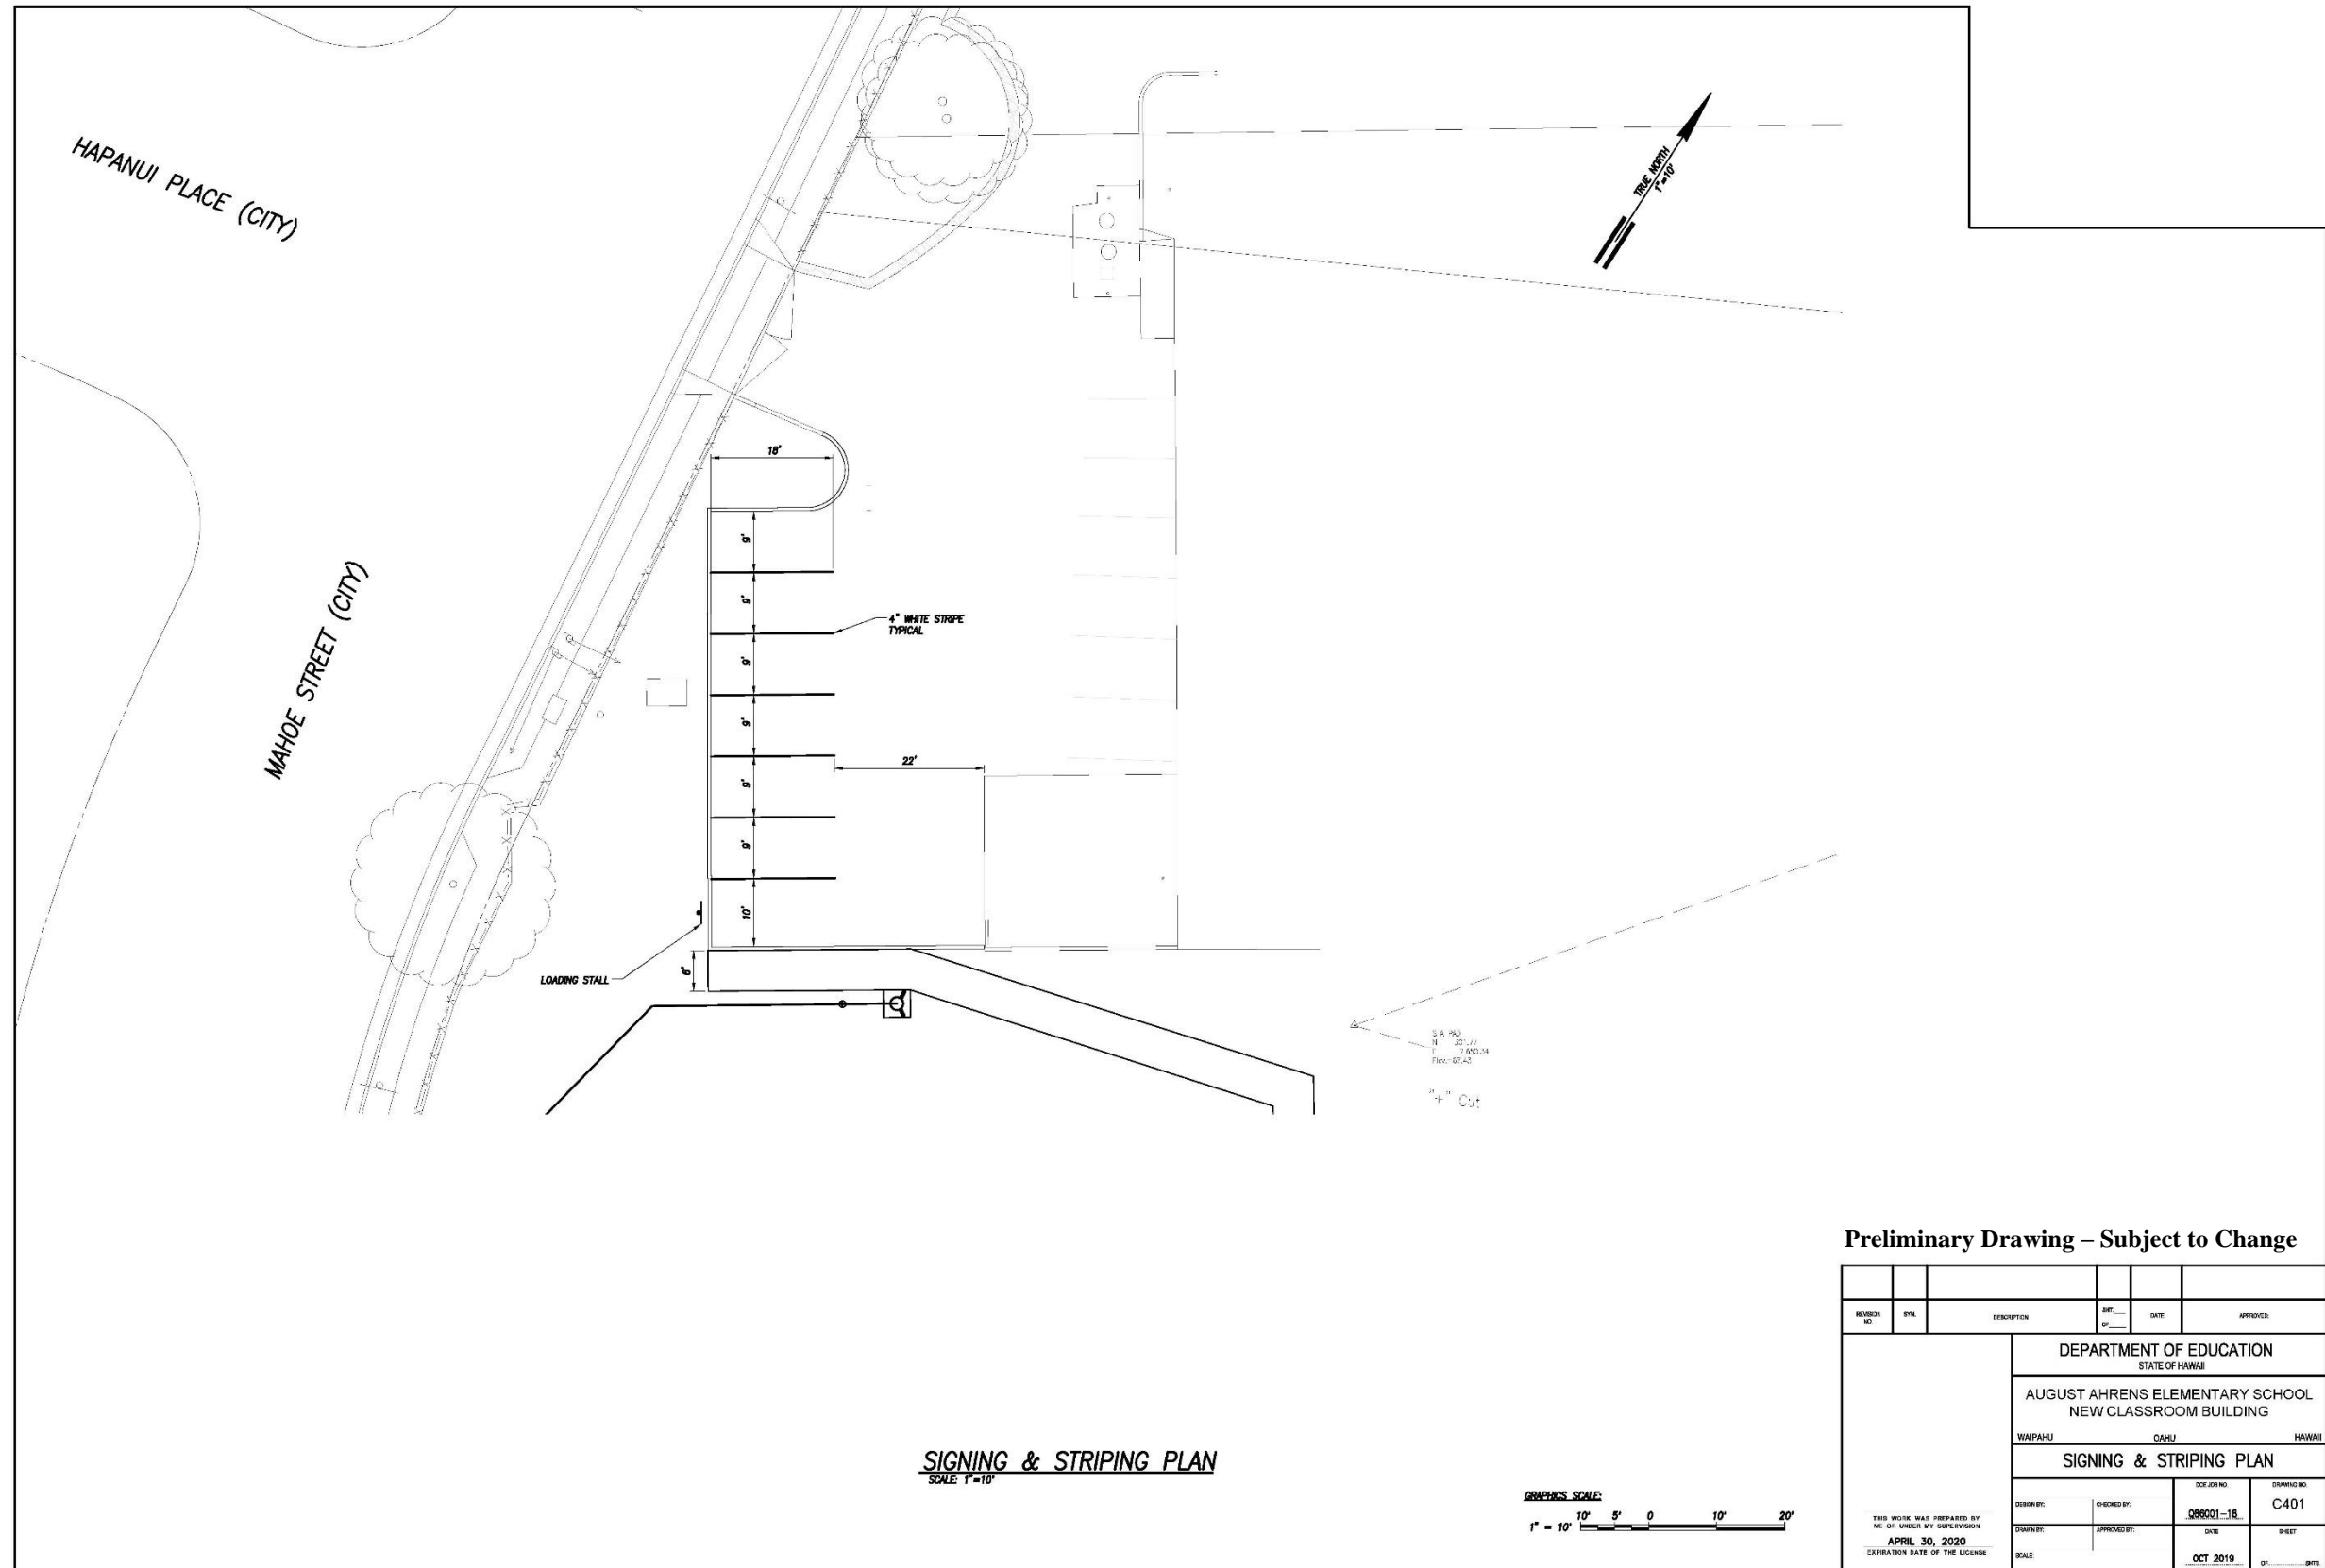 HAPANUI PLACE (CITY)
TRUE NORTH
1"=10'
18'
9'
9'
4" WHITE STRIPE
TYPICAL
MAHOE STREET (CITY)
9'
9'
22'
9'
9'
10'
LOADING STALL
6'
"+" Cut
Preliminary Drawing – Subject to Change
REVISION NO.
SYM.
DESCRIPTION
SHT.
OF
DATE
APPROVED:
DEPARTMENT OF EDUCATION
STATE OF HAWAII
AUGUST AHRENS ELEMENTARY SCHOOL
NEW CLASSROOM BUILDING
WAIPAHU OAHU HAWAII
SIGNING & STRIPING PLAN
SIGNING & STRIPING PLAN
SCALE: 1"=10'
GRAPHICS SCALE:
1" = 10' 10' 5' 0 10' 20'
THIS WORK WAS PREPARED BY
ME OR UNDER MY SUPERVISION
APRIL 30, 2020
EXPIRATION DATE OF THE LICENSE
DESIGN BY:
CHECKED BY:
DRAWN BY:
APPROVED BY:
SCALE:
DATE
OCT 2019
DRAWING NO.
C401
SHEET
OF SHTS